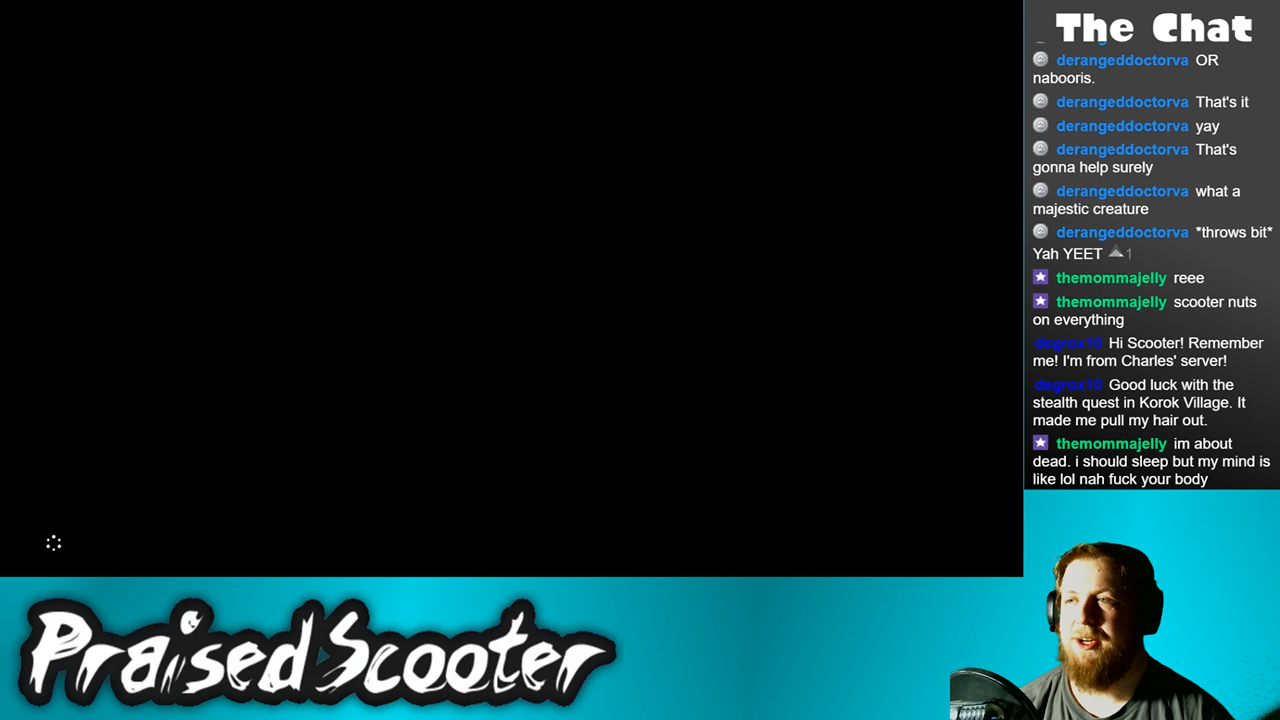 The Chat
derangeddoctorva OR
nabooris.
derangeddoctorva That's it
derangeddoctorva yay
derangeddoctorva That's
gonna help surely
derangeddoctorva what a
majestic creature
derangeddoctorva *throws bit*
Yah YEET 1
themommajelly reee
themommajelly scooter nuts
on everything
degrox10 Hi Scooter! Remember
me! I'm from Charles' server!
degrox10 Good luck with the
stealth quest in Korok Village. It
made me pull my hair out.
themommajelly im about
dead. i should sleep but my mind is
like lol nah fuck your body
PraisedScooter